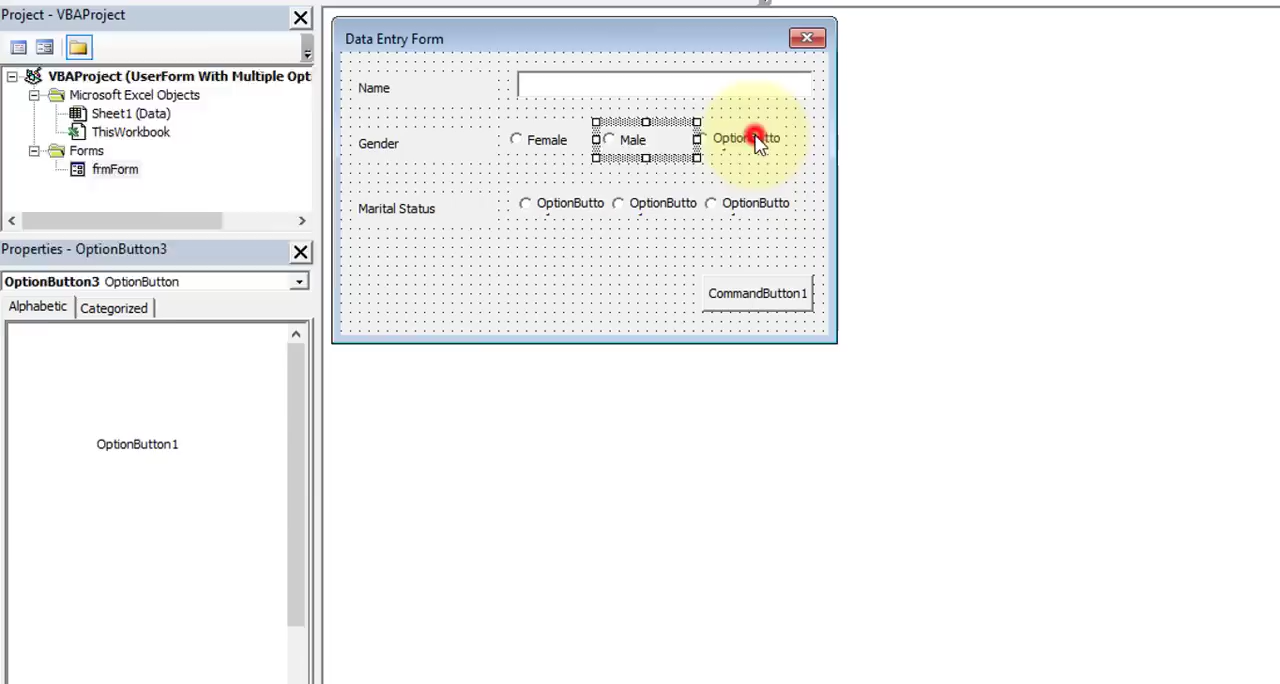 Project - VBAProject
VBAProject (UserForm With Multiple Opt
Microsoft Excel Objects
Sheet1 (Data)
ThisWorkbook
Forms
frmForm
Properties - OptionButton3
OptionButton3 OptionButton
Alphabetic Categorized
OptionButton1
Data Entry Form
Name
Gender Female Male
Marital Status OptionButto OptionButto OptionButto
CommandButton1